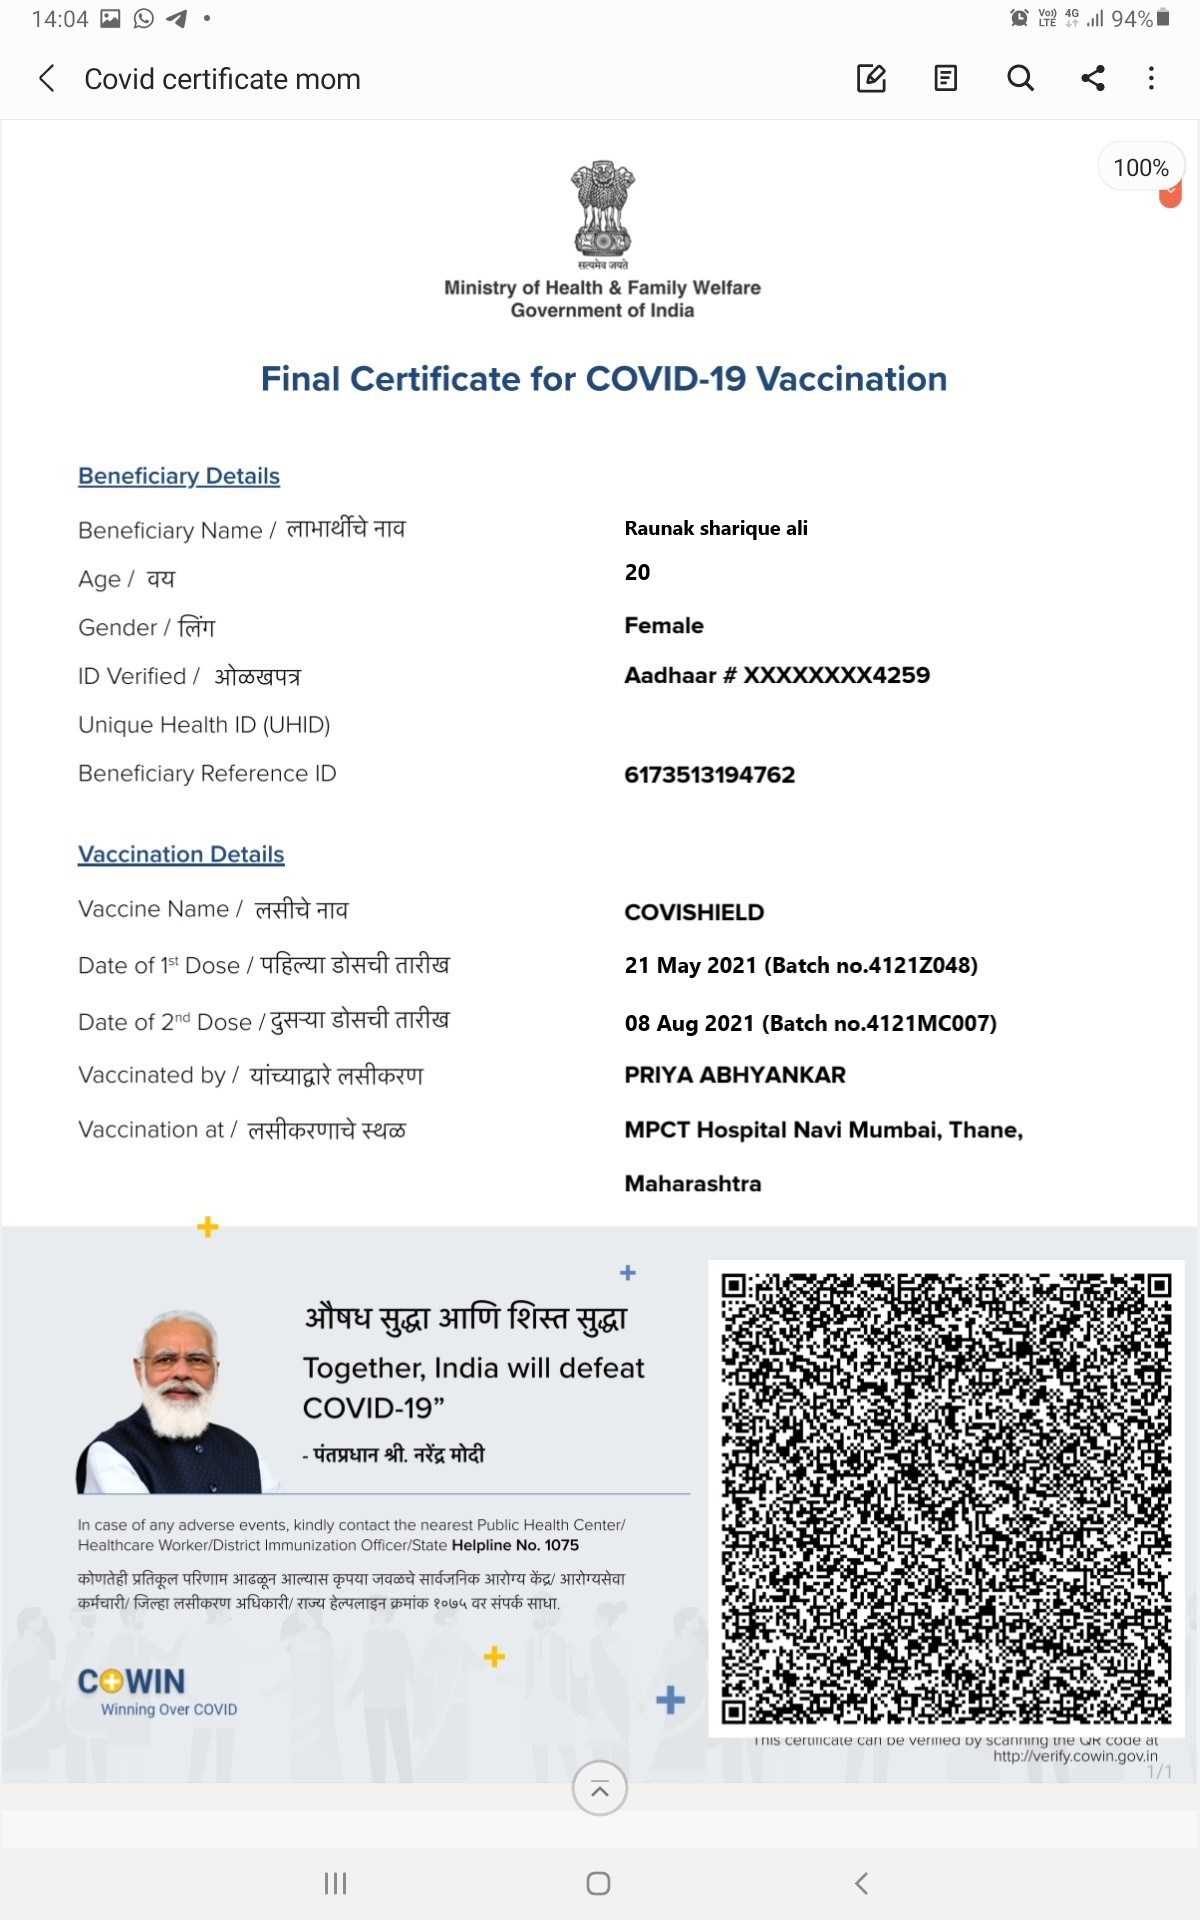 14:04
Vo)) LTE 4G 94%
Covid certificate mom
100%
सत्यमेव जयते
Ministry of Health & Family Welfare
Government of India
Final Certificate for COVID-19 Vaccination
Beneficiary Details
Beneficiary Name / लाभार्थीचे नाव Raunak sharique ali
Age / वय 20
Gender / लिंग Female
ID Verified / ओळखपत्र Aadhaar # XXXXXXXX4259
Unique Health ID (UHID)
Beneficiary Reference ID 6173513194762
Vaccination Details
Vaccine Name / लसीचे नाव COVISHIELD
Date of 1st Dose / पहिल्या डोसची तारीख 21 May 2021 (Batch no.4121Z048)
Date of 2nd Dose / दुसऱ्या डोसची तारीख 08 Aug 2021 (Batch no.4121MC007)
Vaccinated by / यांच्याद्वारे लसीकरण PRIYA ABHYANKAR
Vaccination at / लसीकरणाचे स्थळ MPCT Hospital Navi Mumbai, Thane,
Maharashtra
औषध सुद्धा आणि शिस्त सुद्धा
Together, India will defeat
COVID-19”
- पंतप्रधान श्री. नरेंद्र मोदी
In case of any adverse events, kindly contact the nearest Public Health Center/
Healthcare Worker/District Immunization Officer/State Helpline No. 1075
कोणतेही प्रतिकूल परिणाम आढळून आल्यास कृपया जवळचे सार्वजनिक आरोग्य केंद्र/ आरोग्यसेवा
कर्मचारी/ जिल्हा लसीकरण अधिकारी/ राज्य हेल्पलाइन क्रमांक १०७५ वर संपर्क साधा.
COWIN
Winning Over COVID
This certificate can be verified by scanning the QR code at
http://verify.cowin.gov.in
1/1